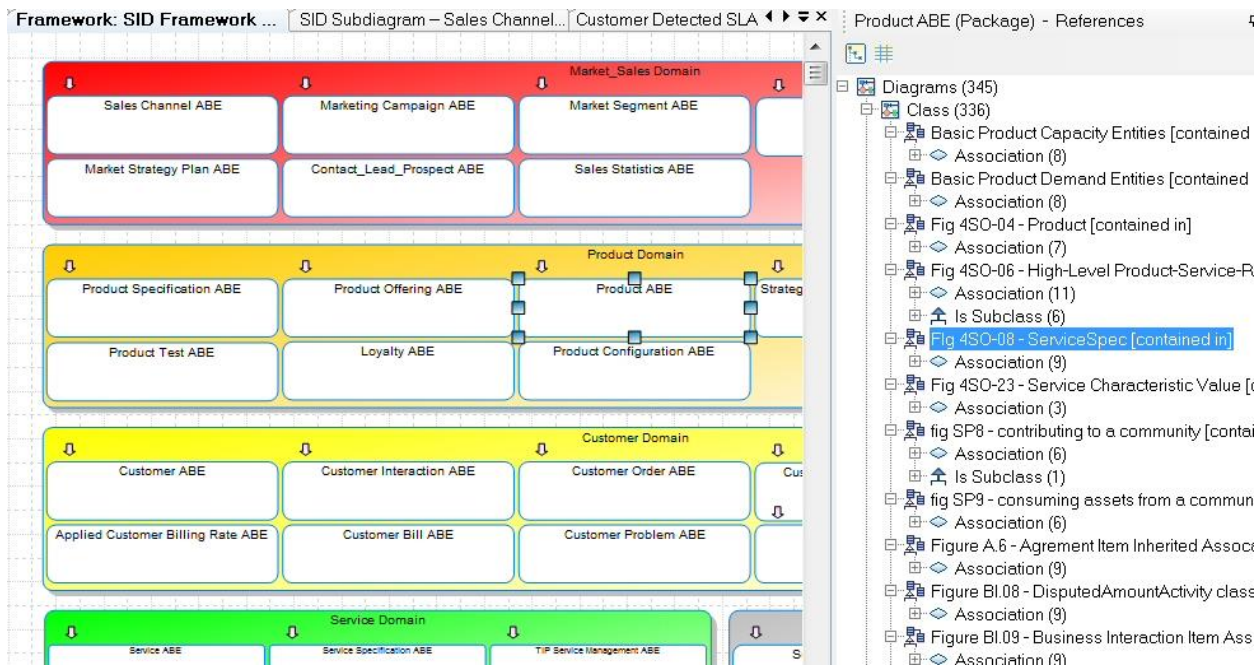 Framework: SID Framework ...
SID Subdiagram – Sales Channel...
Customer Detected SLA
Market_Sales Domain
Sales Channel ABE
Marketing Campaign ABE
Market Segment ABE
Market Strategy Plan ABE
Contact_Lead_Prospect ABE
Sales Statistics ABE
Product Domain
Product Specification ABE
Product Offering ABE
Product ABE
Strateg
Product Test ABE
Loyalty ABE
Product Configuration ABE
Customer Domain
Customer ABE
Customer Interaction ABE
Customer Order ABE
Cus
Applied Customer Billing Rate ABE
Customer Bill ABE
Customer Problem ABE
Service Domain
Service ABE
Service Specification ABE
TIP Service Management ABE
S
Product ABE (Package) - References
Diagrams (345)
Class (336)
Basic Product Capacity Entities [contained
Association (8)
Basic Product Demand Entities [contained
Association (8)
Fig 4SO-04 - Product [contained in]
Association (7)
Fig 4SO-06 - High-Level Product-Service-R
Association (11)
Is Subclass (6)
FIg 4SO-08 - ServiceSpec [contained in]
Association (9)
Fig 4SO-23 - Service Characteristic Value [c
Association (3)
fig SP8 - contributing to a community [contai
Association (6)
Is Subclass (1)
fig SP9 - consuming assets from a commun
Association (6)
Figure A.6 - Agrement Item Inherited Assoca
Association (9)
Figure BI.08 - DisputedAmountActivity class
Association (9)
Figure BI.09 - Business Interaction Item Ass
Association (9)